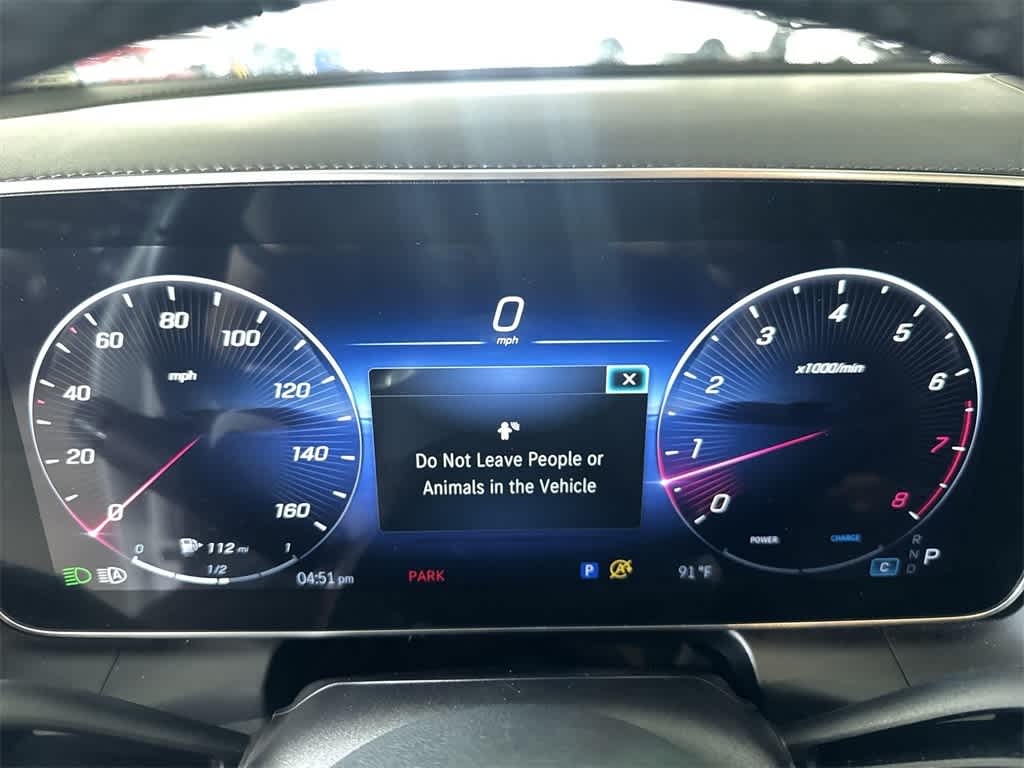 0
mph
80
60
100
mph
40
120
20
140
0
160
0
112 mi
1
1/2
04:51 pm
PARK
X
Do Not Leave People or
Animals in the Vehicle
4
3
5
x1000/min
2
6
1
7
0
8
POWER
CHARGE
P
A
A
91°F
C
R
N
D
P